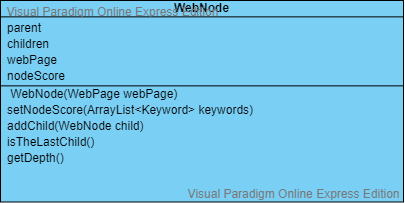 Visual Paradigm Online Express Edition
WebNode
parent
children
webPage
nodeScore
WebNode(WebPage webPage)
setNodeScore(ArrayList<Keyword> keywords)
addChild(WebNode child)
isTheLastChild()
getDepth()
Visual Paradigm Online Express Edition